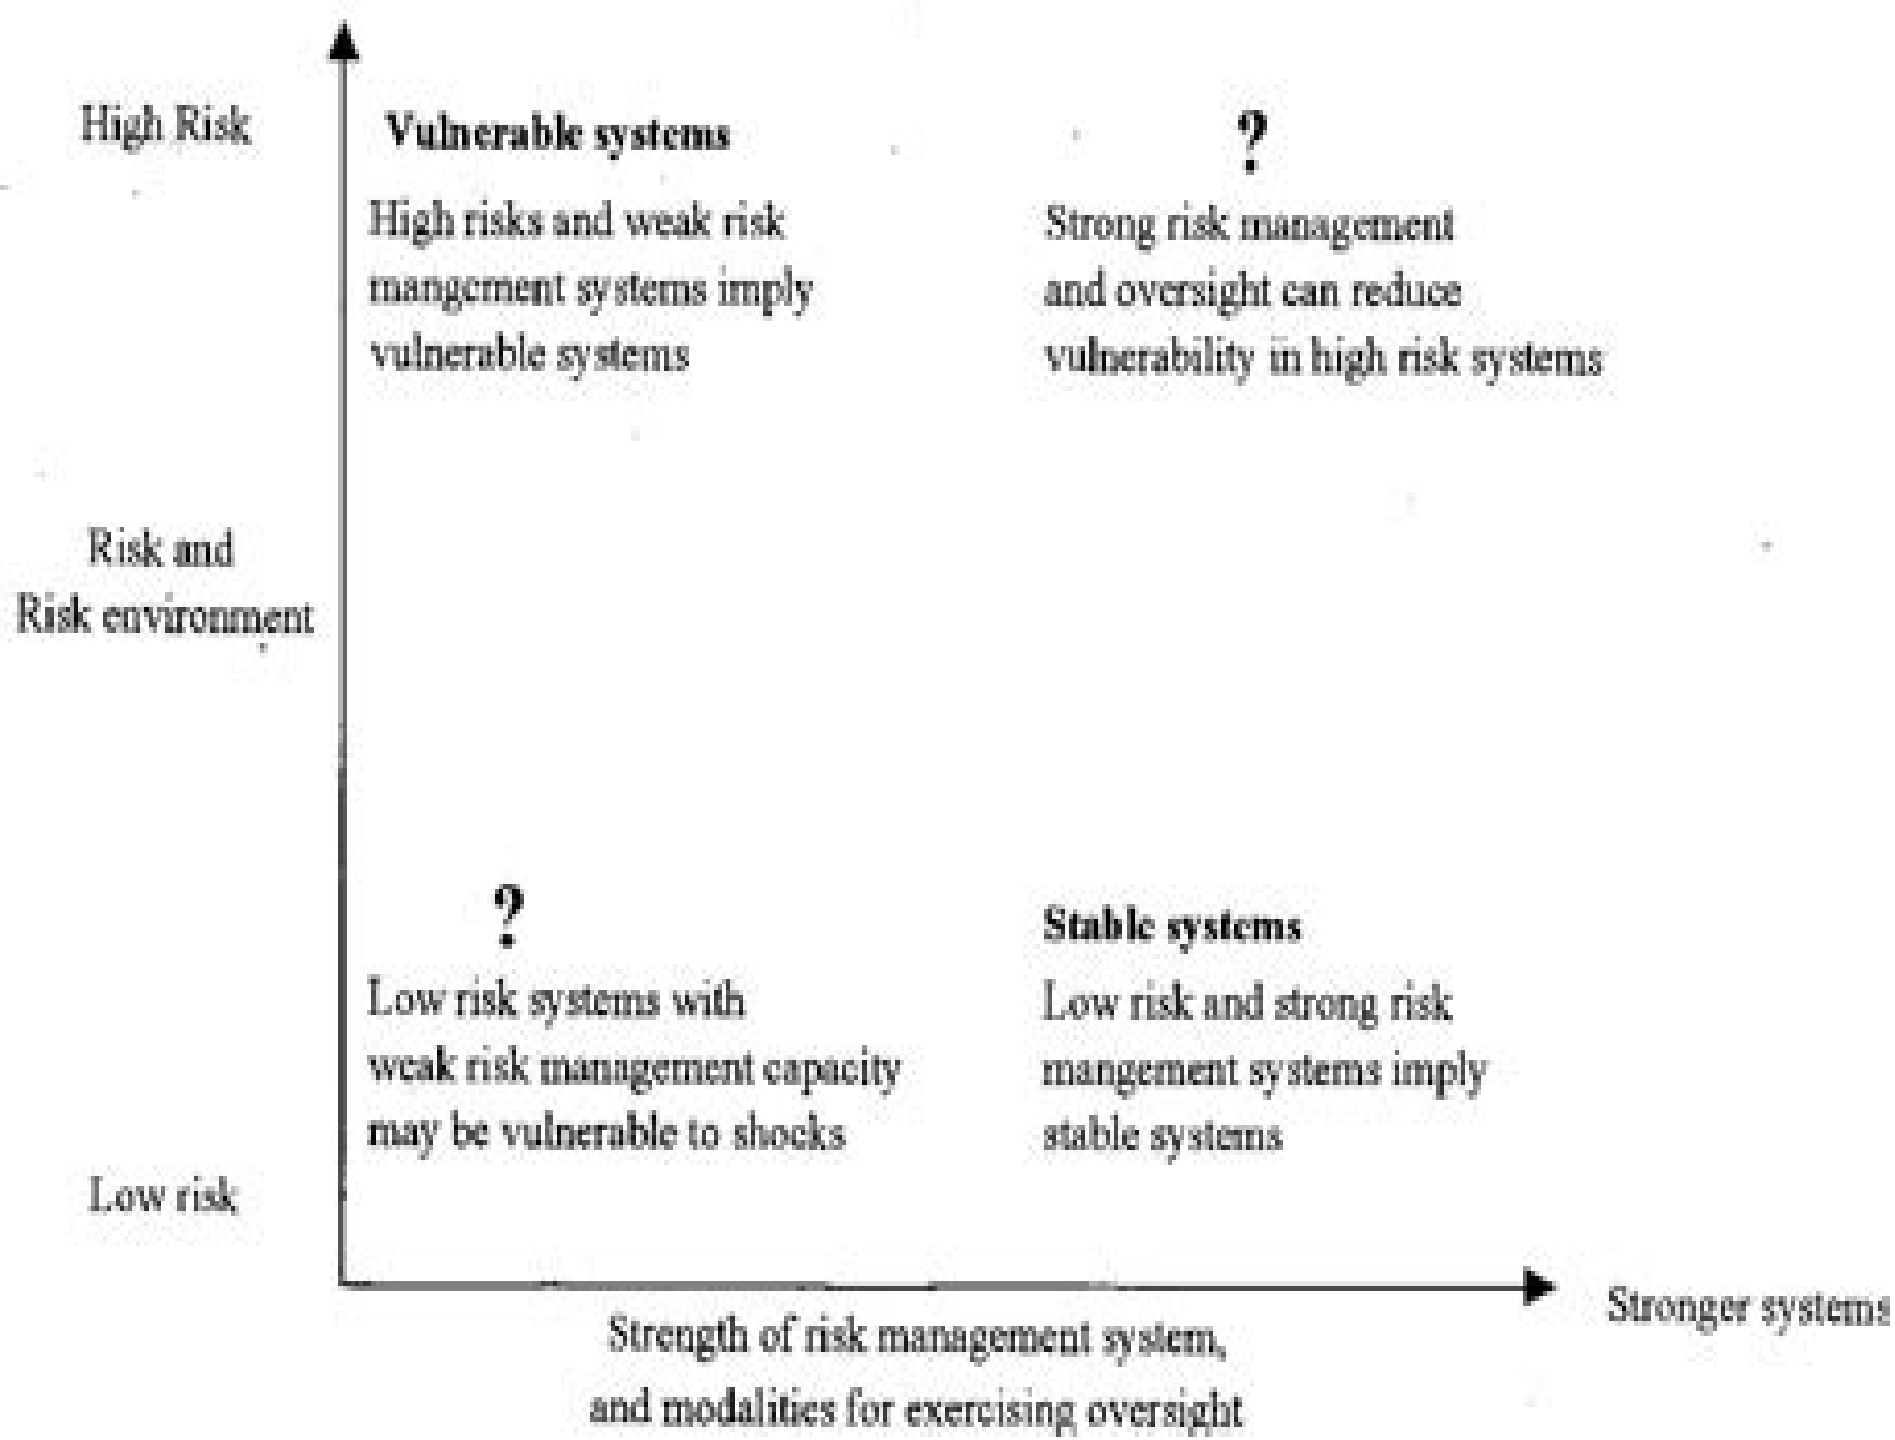 High Risk
Vulnerable systems
High risks and weak risk
mangement systems imply
vulnerable systems
?
Strong risk management
and oversight can reduce
vulnerability in high risk systems
Risk and
Risk environment
?
Low risk systems with
weak risk management capacity
may be vulnerable to shocks
Stable systems
Low risk and strong risk
mangement systems imply
stable systems
Low risk
Stronger systems
Strength of risk management system,
and modalities for exercising oversight